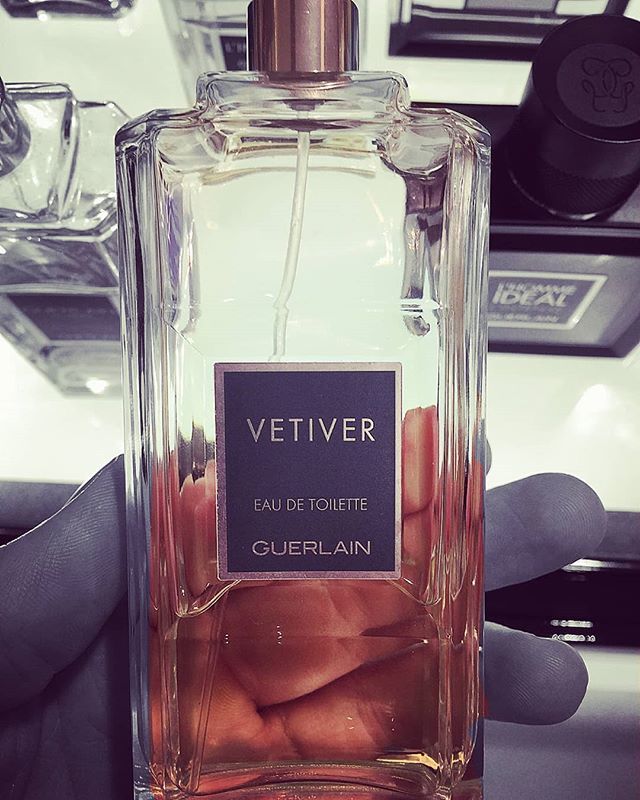 VETIVER
EAU DE TOILETTE
GUERLAIN
L'HOMME
IDEAL
GUERLAIN